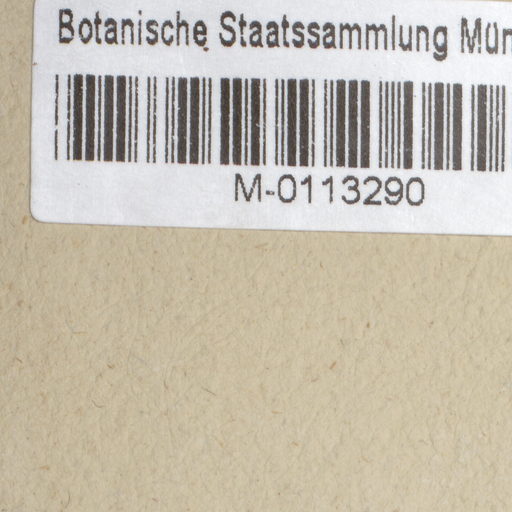 Botanische Staatssammlung Mün
M-0113290